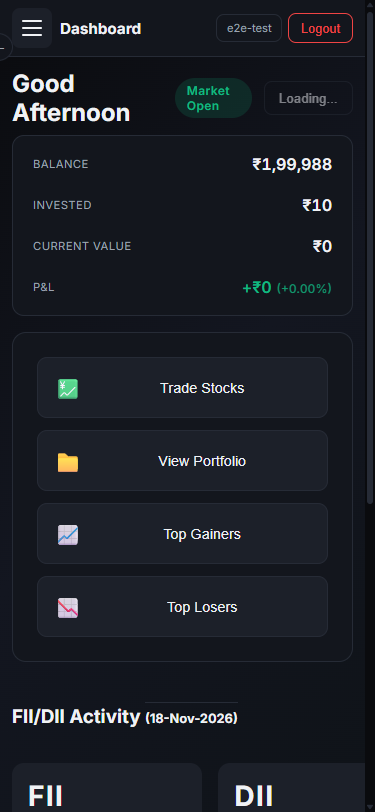 Dashboard
e2e-test
Logout
Good
Afternoon
Market
Open
Loading...
BALANCE
₹1,99,988
INVESTED
₹10
CURRENT VALUE
₹0
P&L
+₹0 (+0.00%)
Trade Stocks
View Portfolio
Top Gainers
Top Losers
FII/DII Activity (18-Nov-2026)
FII
DII